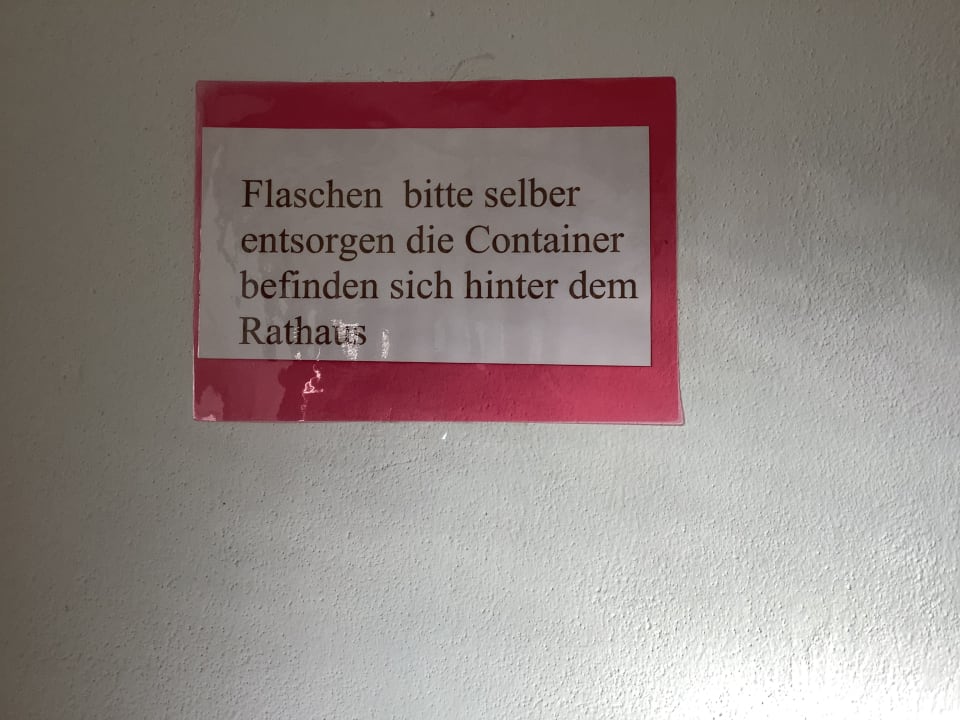 Flaschen bitte selber
entsorgen die Container
befinden sich hinter dem
Rathaus